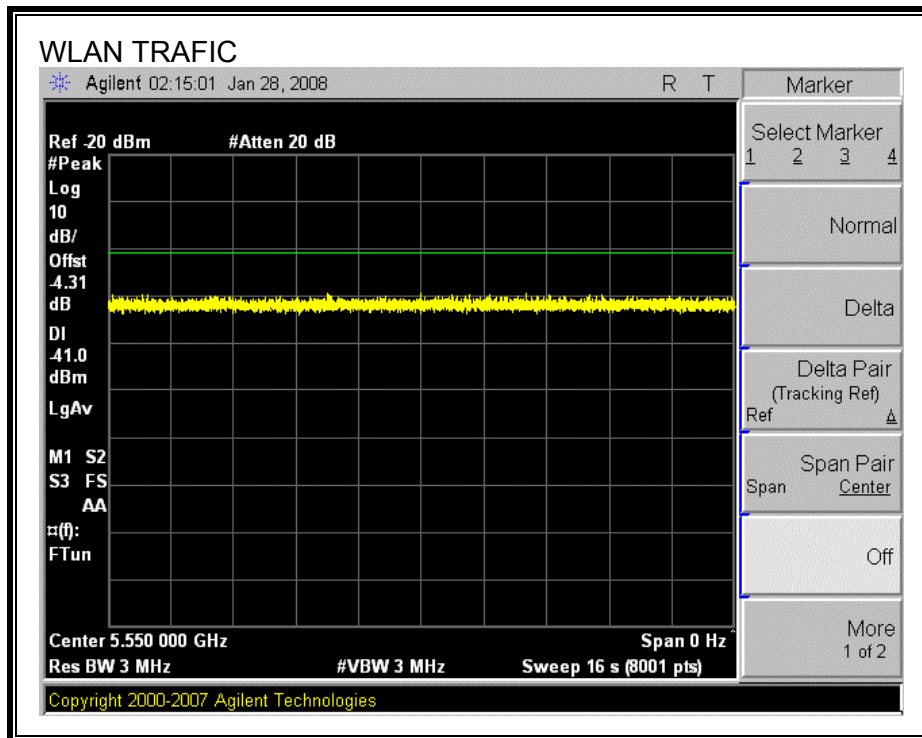 WLAN TRAFIC
Agilent 02:15:01 Jan 28, 2008 R T
Marker
Ref -20 dBm #Atten 20 dB
#Peak
Log
10
dB/
Offst
-4.31
dB
DI
-41.0
dBm
LgAv
M1 S2
S3 FS
AA
¤(f):
FTun
Center 5.550 000 GHz Span 0 Hz^
Res BW 3 MHz #VBW 3 MHz Sweep 16 s (8001 pts)
Copyright 2000-2007 Agilent Technologies
Select Marker
1 2 3 4
Normal
Delta
Delta Pair
(Tracking Ref)
Ref Δ
Span Pair
Span Center
Off
More
1 of 2